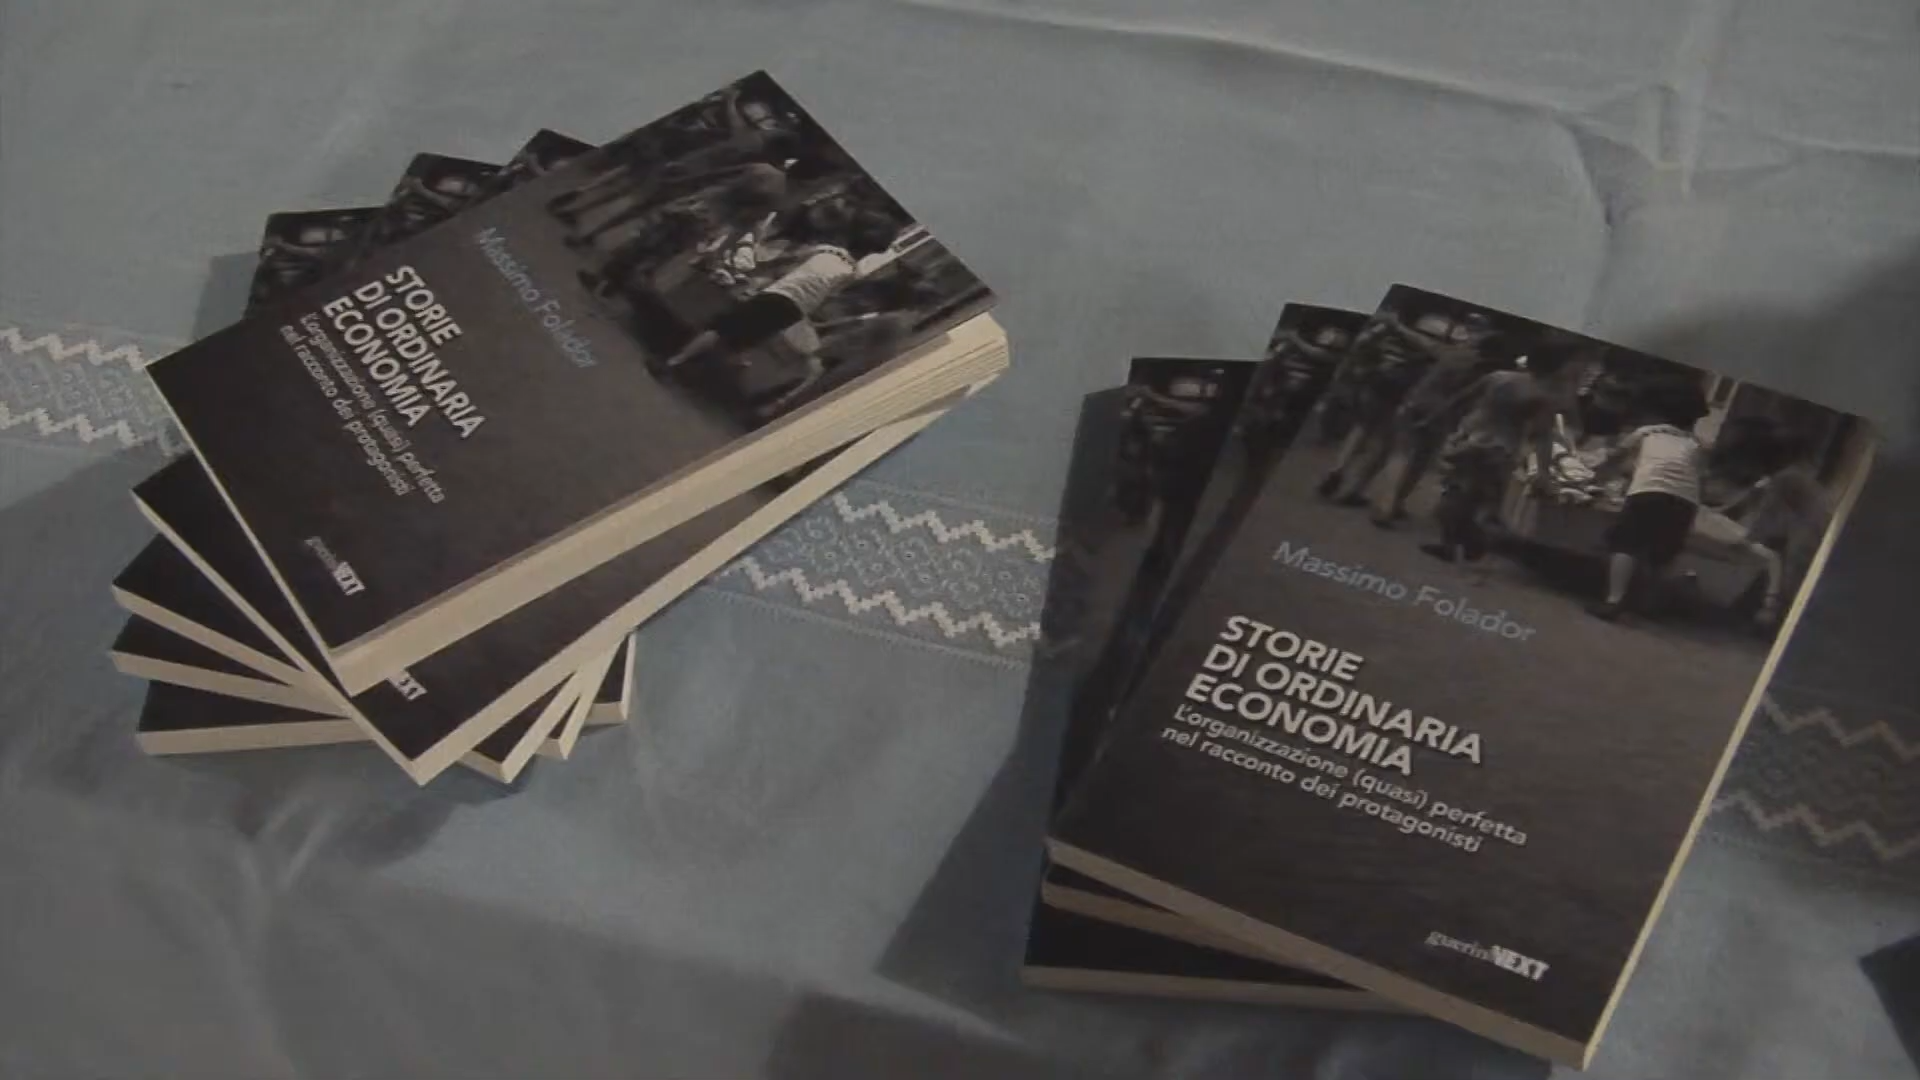 Massimo Folador
STORIE
DI ORDINARIA
ECONOMIA
L'organizzazione (quasi) perfetta
nel racconto dei protagonisti
guerini NEXT
NEXT
Massimo Folador
STORIE
DI ORDINARIA
ECONOMIA
L'organizzazione (quasi) perfetta
nel racconto dei protagonisti
guerini NEXT